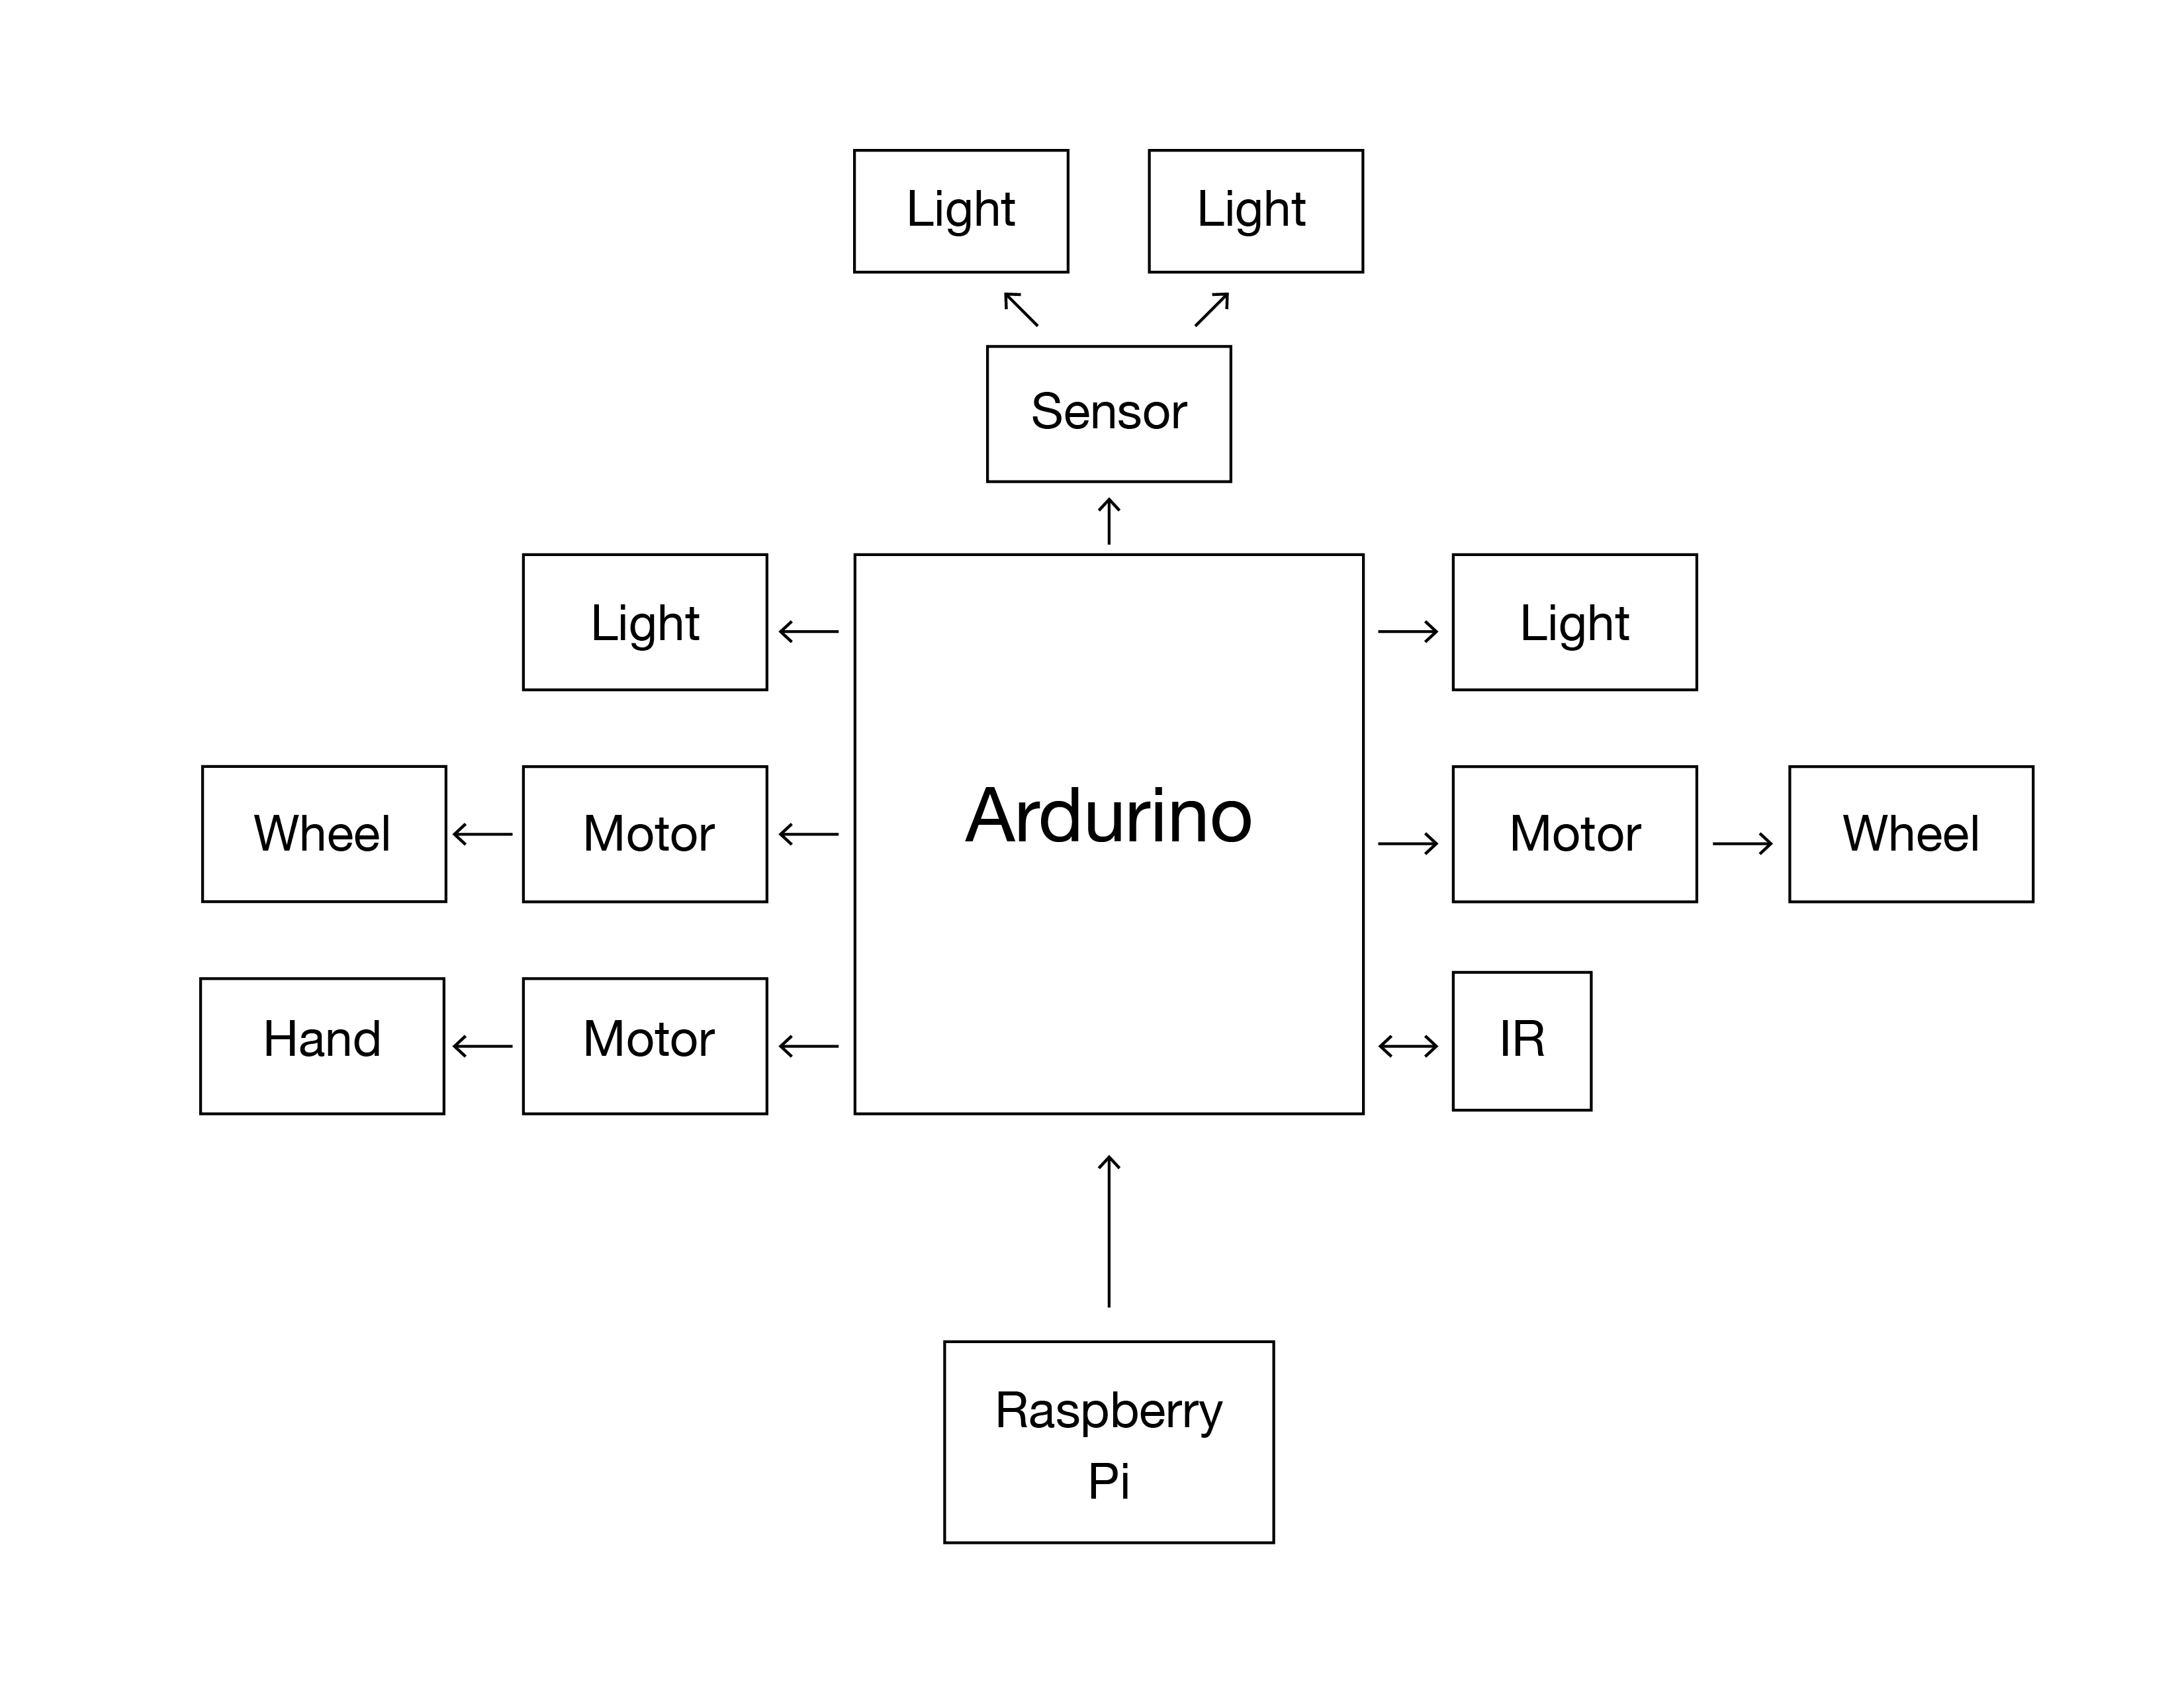 Light
Light
Sensor
Light
Light
Ardurino
Wheel
Motor
Motor
Wheel
Hand
Motor
IR
Raspberry
Pi